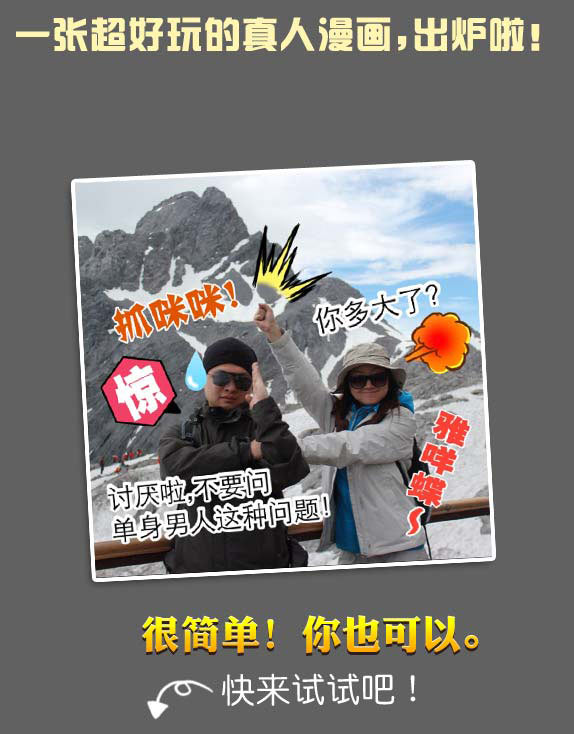 一张超好玩的真人漫画，出炉啦！
抓咪咪！
你多大了？
惊
雅咩蝶～
讨厌啦，不要问
单身男人这种问题！
很简单！你也可以。
快来试试吧！